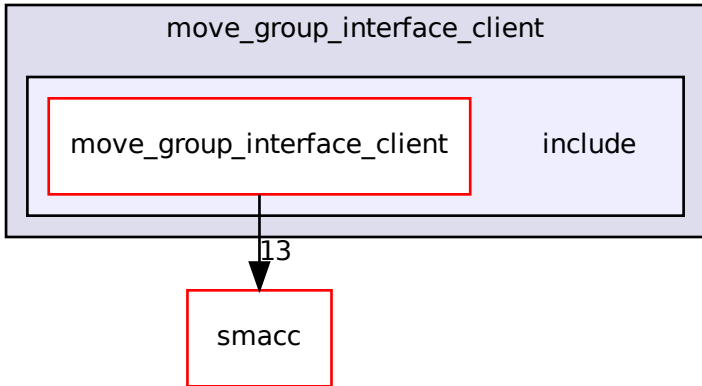 move_group_interface_client
move_group_interface_client
include
13
smacc